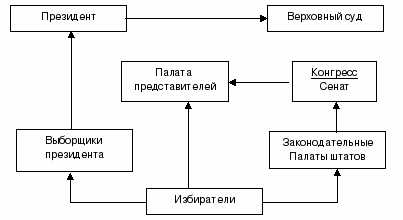 Президент
Верховный суд
Палата
представителей
Конгресс
Сенат
Выборщики
президента
Законодательные
Палаты штатов
Избиратели